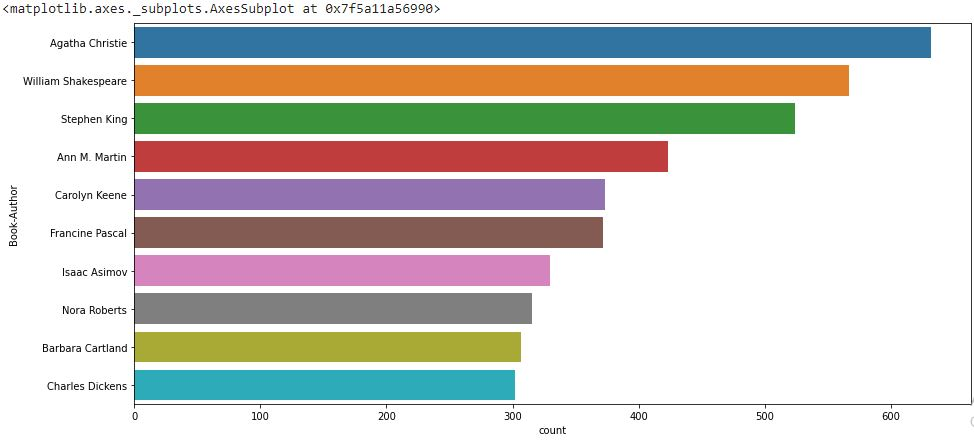 <matplotlib.axes._subplots.AxesSubplot at 0x7f5a11a56990>
Book-Author
Agatha Christie
William Shakespeare
Stephen King
Ann M. Martin
Carolyn Keene
Francine Pascal
Isaac Asimov
Nora Roberts
Barbara Cartland
Charles Dickens
0 100 200 300 400 500 600
count